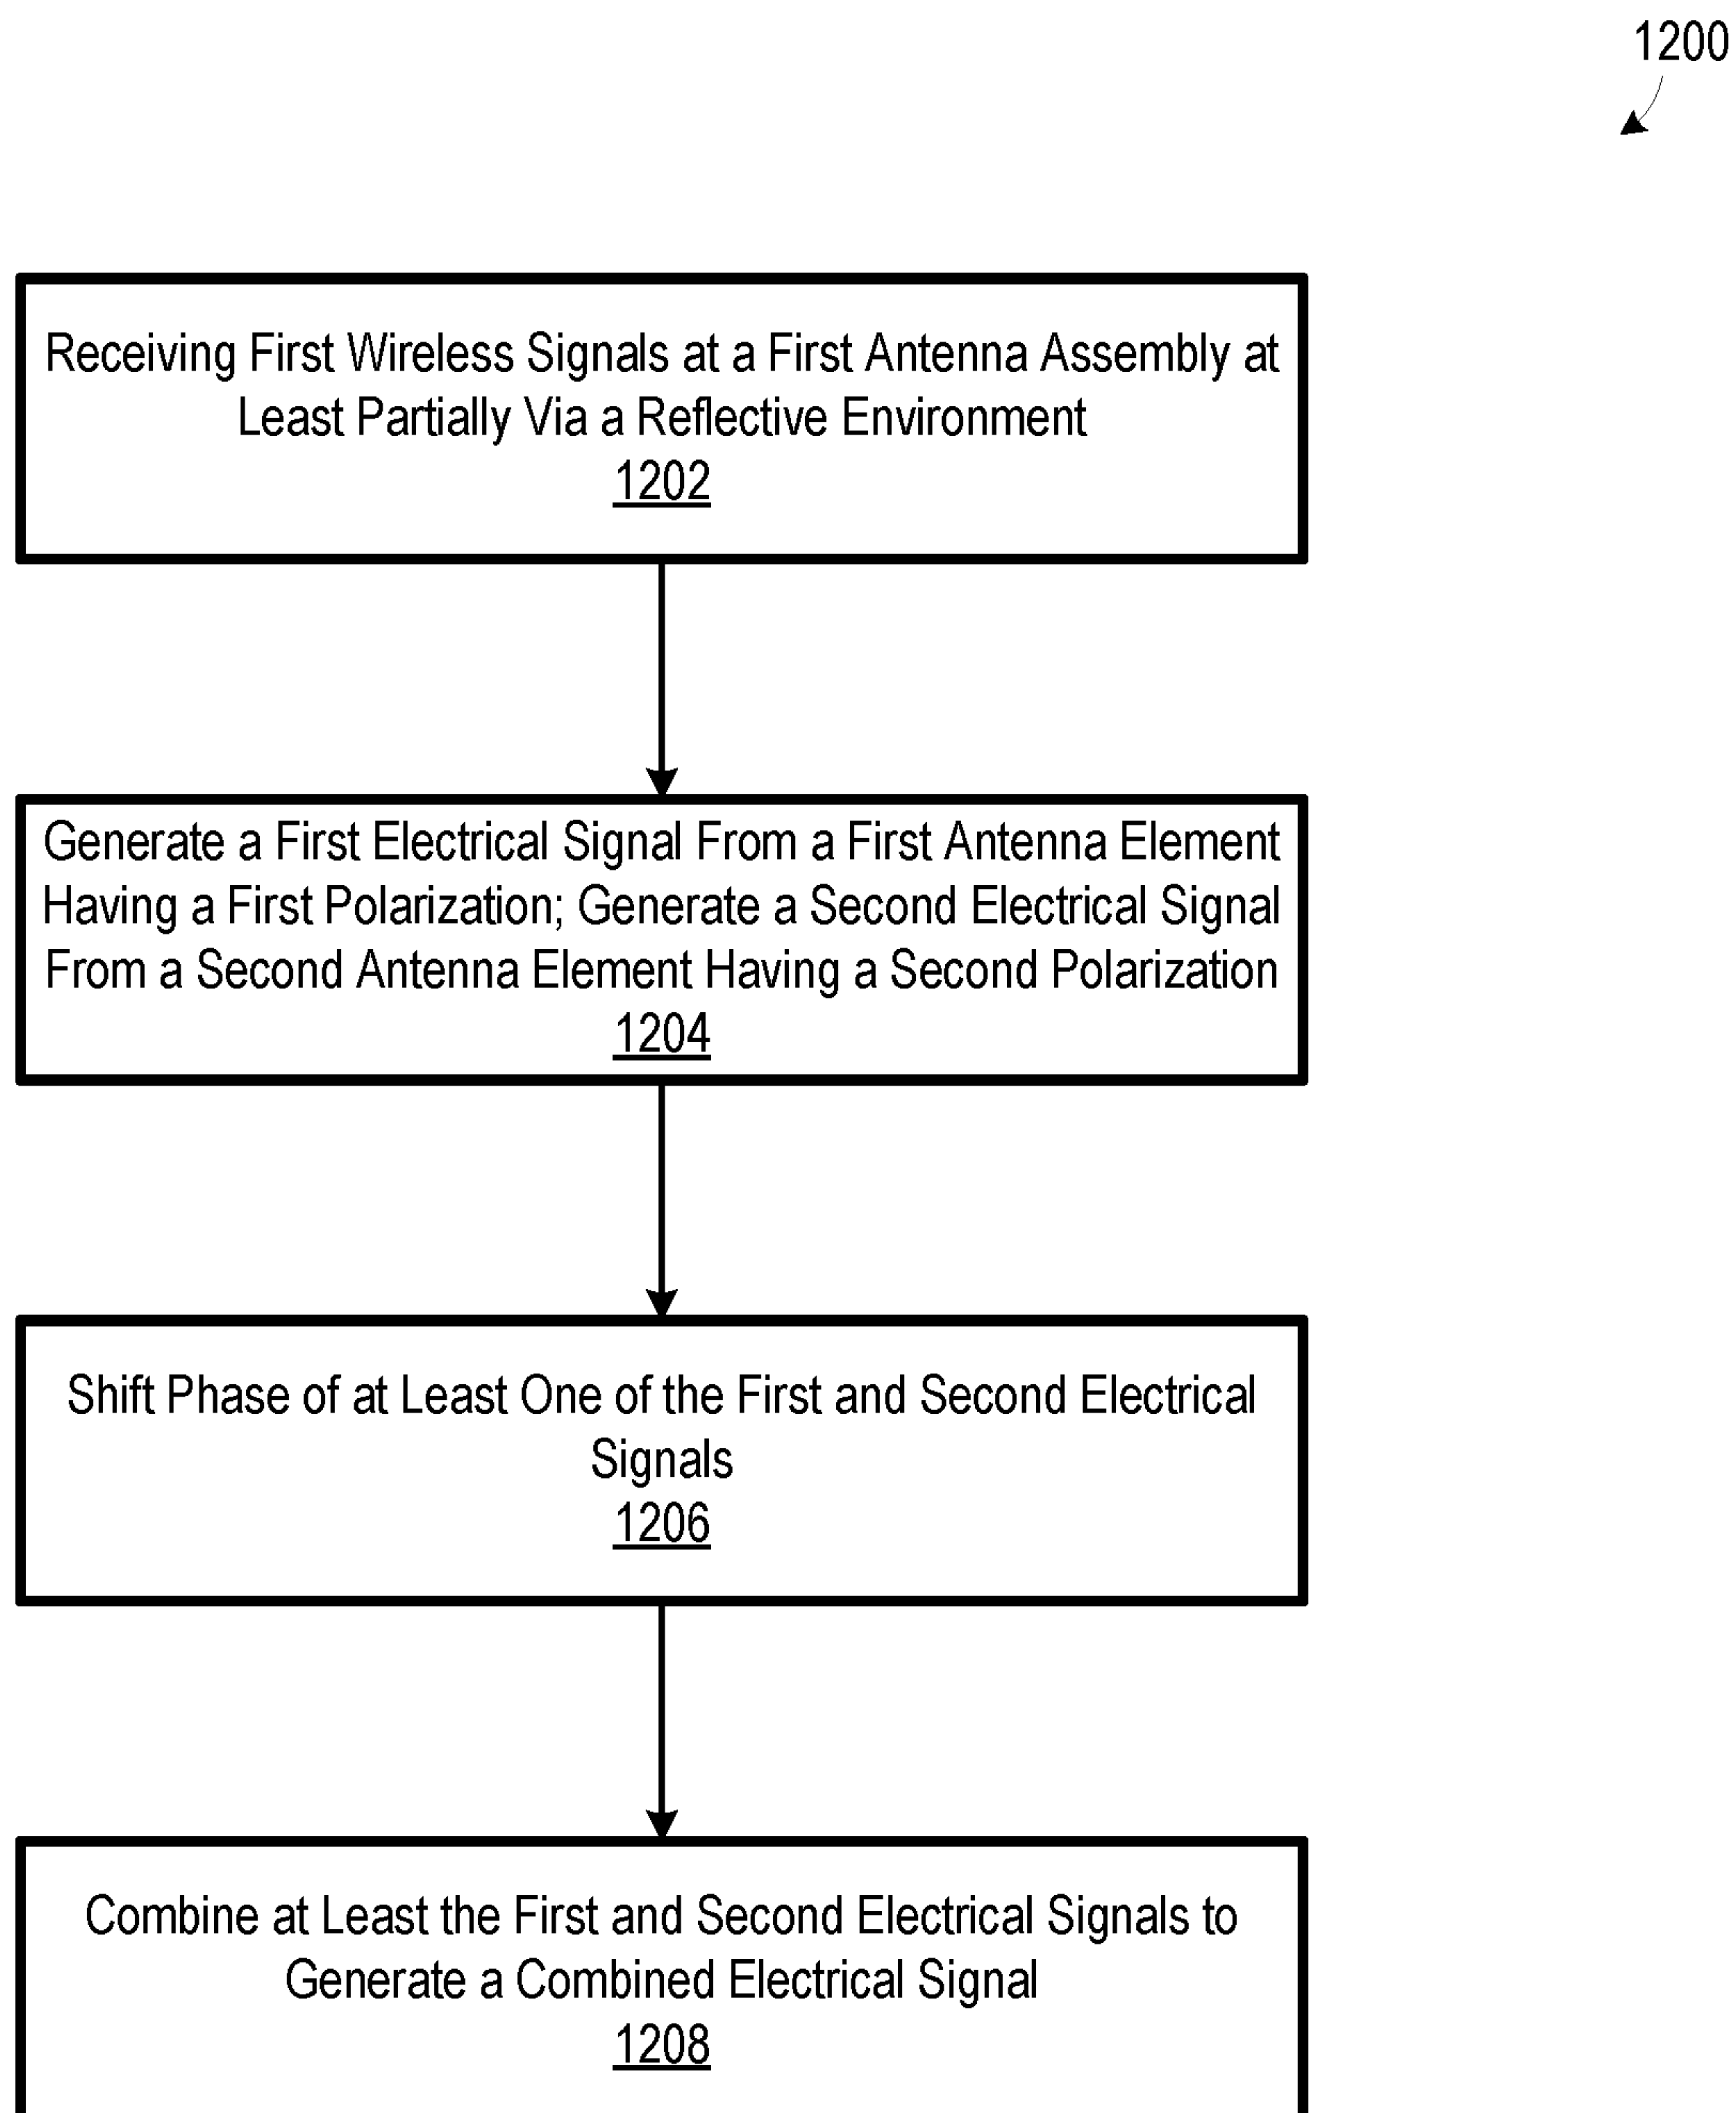 1200
Receiving First Wireless Signals at a First Antenna Assembly at
Least Partially Via a Reflective Environment
1202
Generate a First Electrical Signal From a First Antenna Element
Having a First Polarization; Generate a Second Electrical Signal
From a Second Antenna Element Having a Second Polarization
1204
Shift Phase of at Least One of the First and Second Electrical
Signals
1206
Combine at Least the First and Second Electrical Signals to
Generate a Combined Electrical Signal
1208